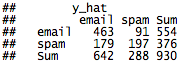 ##        y_hat
##         email spam Sum
##   email   463   91 554
##   spam    179  197 376
##   Sum     642  288 930